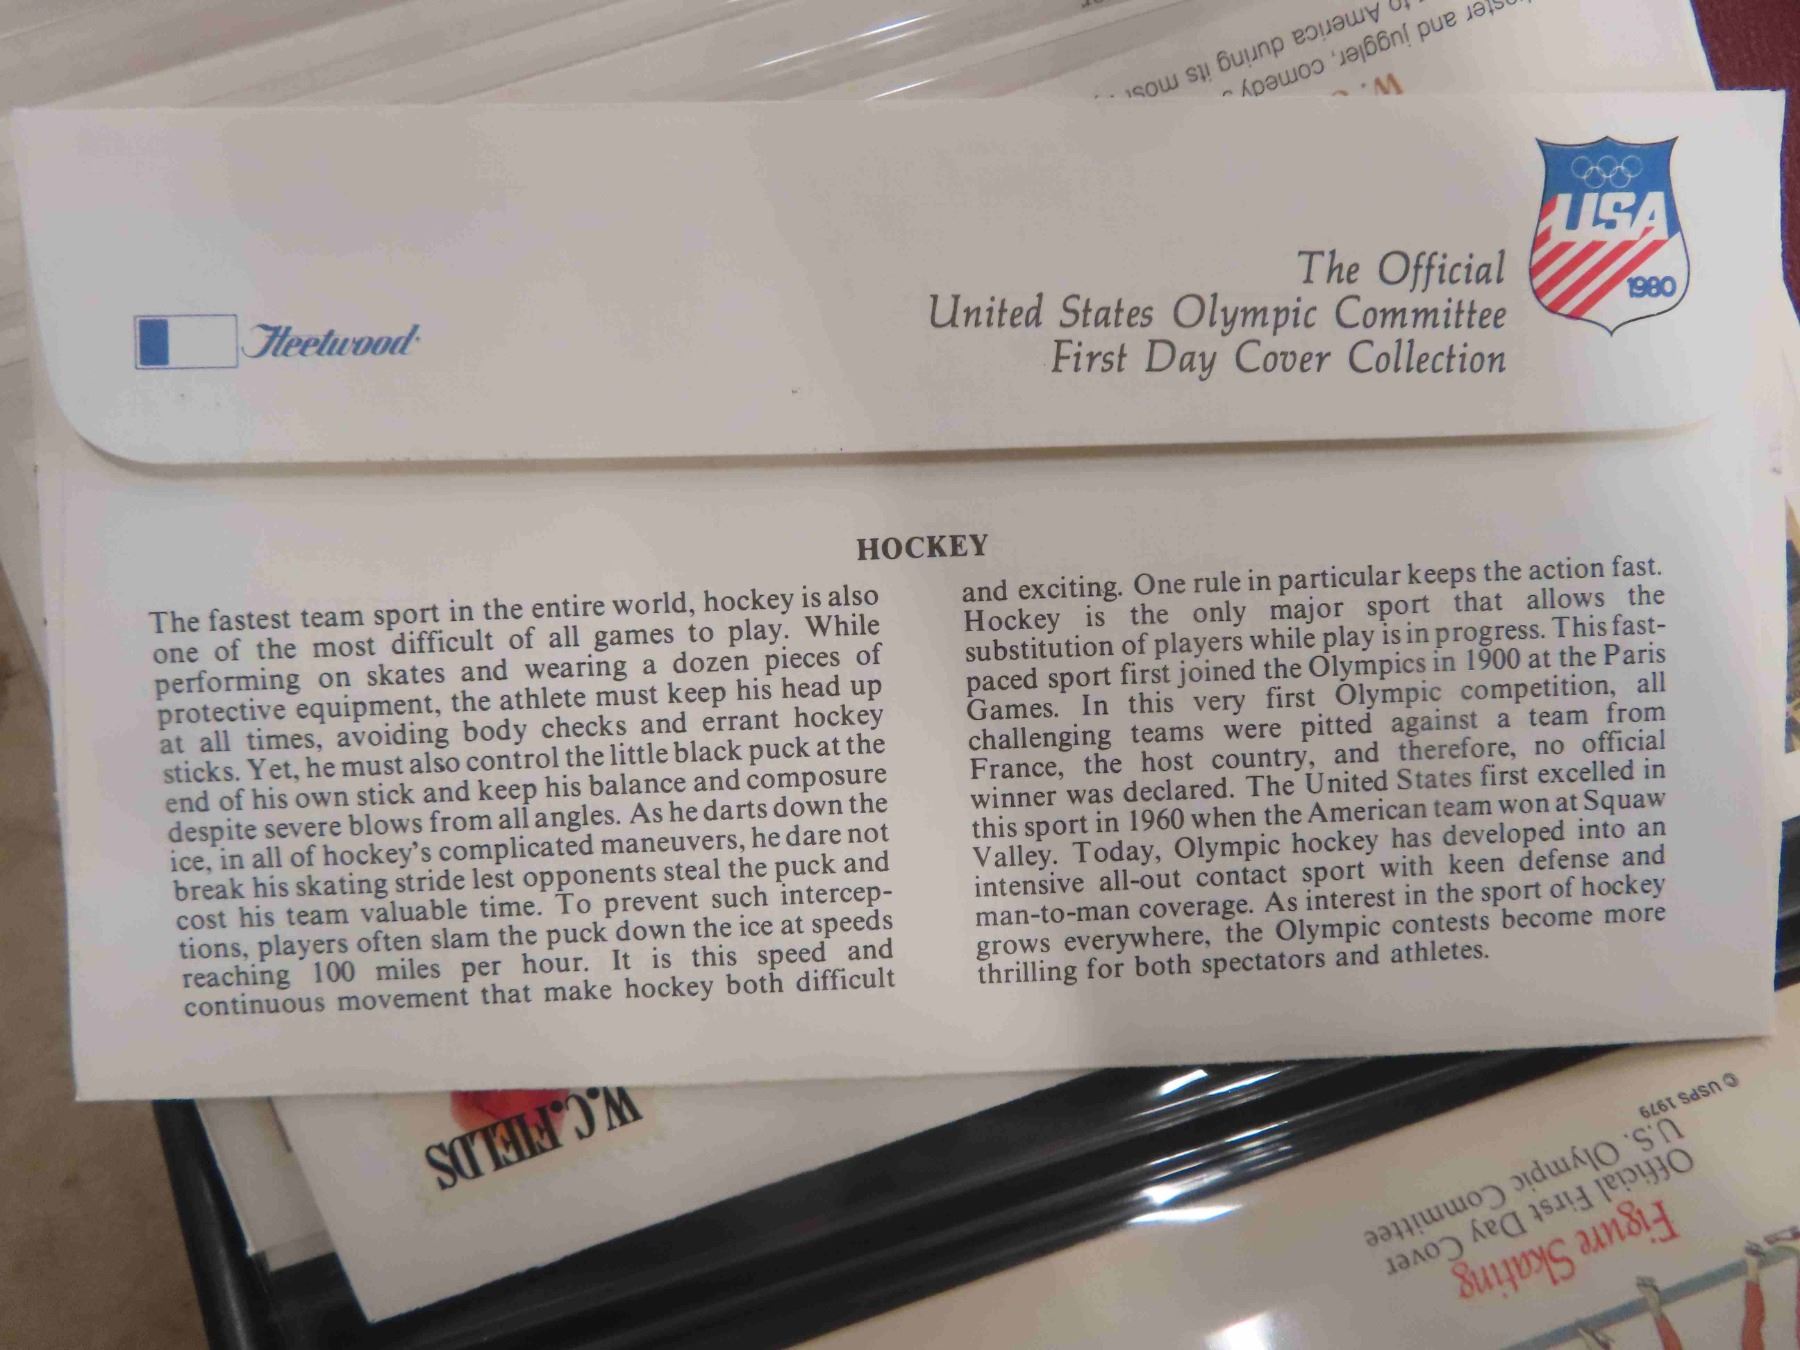 aster and juggler, comedy
to America during its most
W.
USA
1980
Fleetwood
The Official
United States Olympic Committee
First Day Cover Collection
HOCKEY
The fastest team sport in the entire world, hockey is also
one of the most difficult of all games to play. While
performing on skates and wearing a dozen pieces of
protective equipment, the athlete must keep his head up
at all times, avoiding body checks and errant hockey
sticks. Yet, he must also control the little black puck at the
end of his own stick and keep his balance and composure
despite severe blows from all angles. As he darts down the
ice, in all of hockey's complicated maneuvers, he dare not
break his skating stride lest opponents steal the puck and
cost his team valuable time. To prevent such intercep-
tions, players often slam the puck down the ice at speeds
reaching 100 miles per hour. It is this speed and
continuous movement that make hockey both difficult
and exciting. One rule in particular keeps the action fast.
Hockey is the only major sport that allows the
substitution of players while play is in progress. This fast-
paced sport first joined the Olympics in 1900 at the Paris
Games. In this very first Olympic competition, all
challenging teams were pitted against a team from
France, the host country, and therefore, no official
winner was declared. The United States first excelled in
this sport in 1960 when the American team won at Squaw
Valley. Today, Olympic hockey has developed into an
intensive all-out contact sport with keen defense and
man-to-man coverage. As interest in the sport of hockey
grows everywhere, the Olympic contests become more
thrilling for both spectators and athletes.
W.C. FIELDS
Figure Skating
Official First Day Cover
U.S. Olympic Committee
© USPS 1979